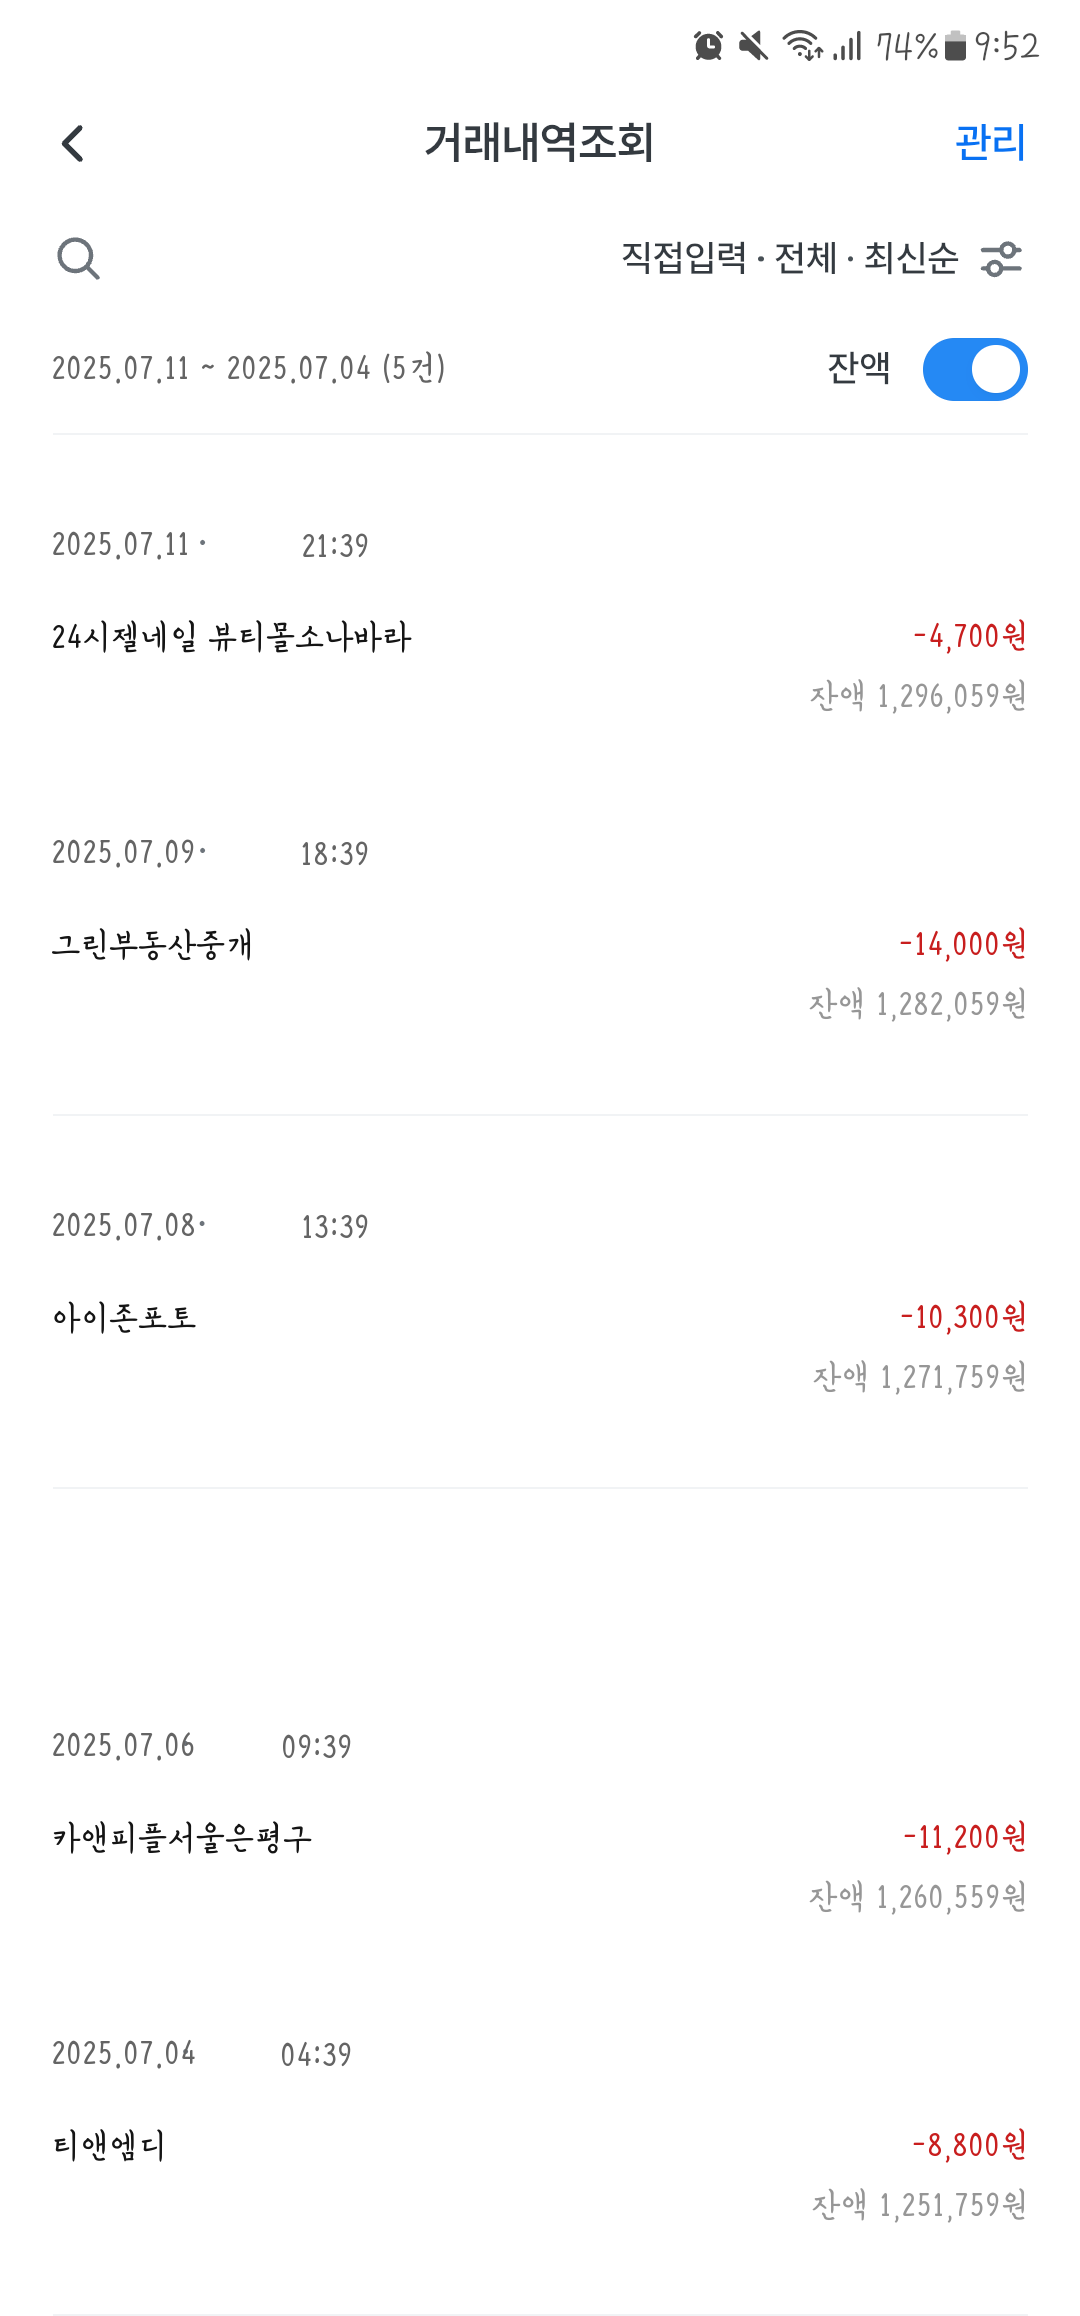 74% 9:52
거래내역조회 관리
직접입력 · 전체 · 최신순
2025.07.11 ~ 2025.07.04 (5건) 잔액
2025.07.11 · 21:39
24시젤네일 뷰티몰소나바라 -4,700원
잔액 1,296,059원
2025.07.09· 18:39
그린부동산중개 -14,000원
잔액 1,282,059원
2025.07.08· 13:39
아이존포토 -10,300원
잔액 1,271,759원
2025.07.06 09:39
카앤피플서울은평구 -11,200원
잔액 1,260,559원
2025.07.04 04:39
티앤엠디 -8,800원
잔액 1,251,759원